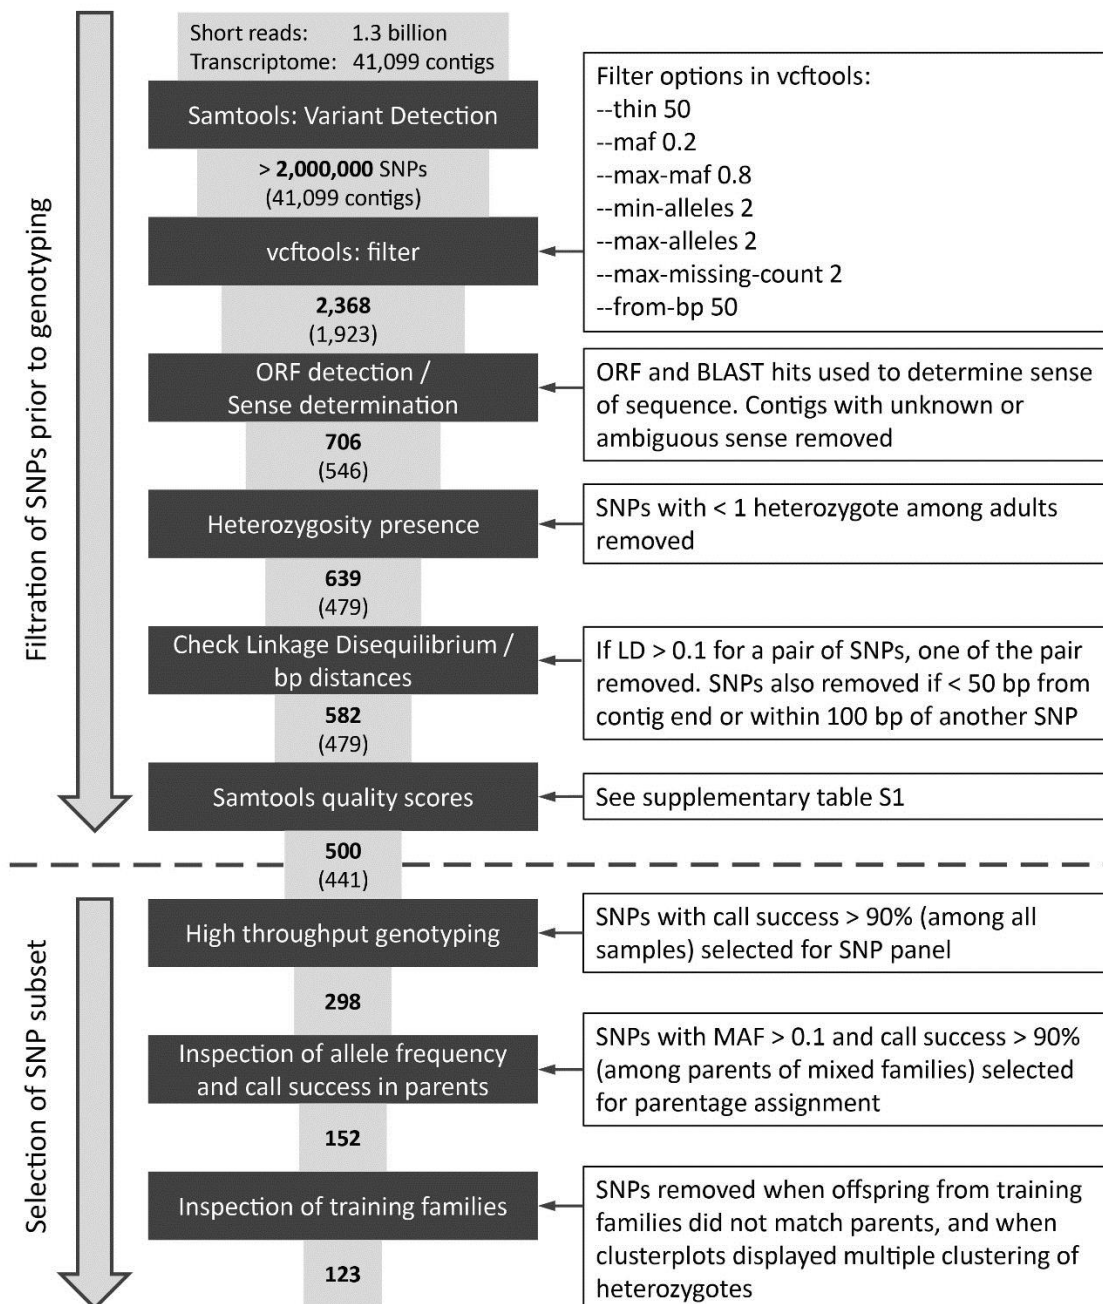 Short reads: 1.3 billion
Transcriptome: 41,099 contigs
Samtools: Variant Detection
> 2,000,000 SNPs
(41,099 contigs)
vcftools: filter
Filter options in vcftools:
--thin 50
--maf 0.2
--max-maf 0.8
--min-alleles 2
--max-alleles 2
--max-missing-count 2
--from-bp 50
2,368
(1,923)
ORF detection /
Sense determination
ORF and BLAST hits used to determine sense
of sequence. Contigs with unknown or
ambiguous sense removed
706
(546)
Heterozygosity presence
SNPs with < 1 heterozygote among adults
removed
639
(479)
Check Linkage Disequilibrium /
bp distances
If LD > 0.1 for a pair of SNPs, one of the pair
removed. SNPs also removed if < 50 bp from
contig end or within 100 bp of another SNP
582
(479)
Samtools quality scores
See supplementary table S1
Filtration of SNPs prior to genotyping
500
(441)
High throughput genotyping
SNPs with call success > 90% (among all
samples) selected for SNP panel
298
Inspection of allele frequency
and call success in parents
SNPs with MAF > 0.1 and call success > 90%
(among parents of mixed families) selected
for parentage assignment
152
Inspection of training families
SNPs removed when offspring from training
families did not match parents, and when
clusterplots displayed multiple clustering of
heterozygotes
123
Selection of SNP subset